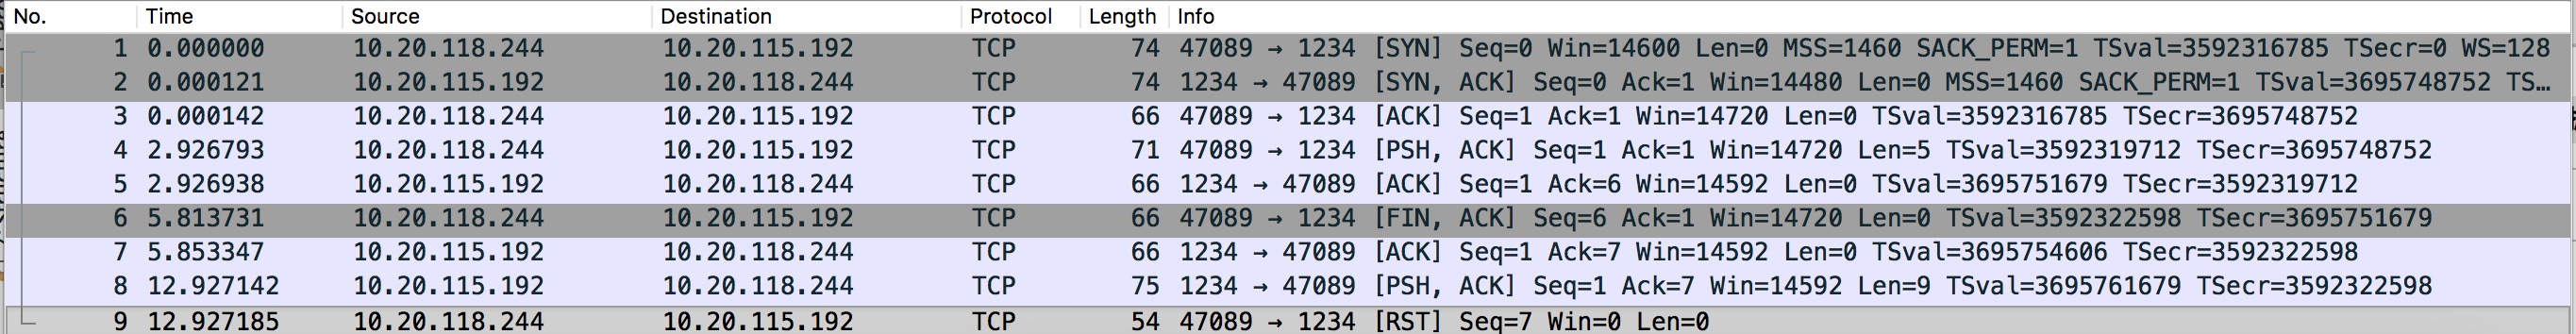 No. Time Source Destination Protocol Length Info
1 0.000000 10.20.118.244 10.20.115.192 TCP 74 47089 → 1234 [SYN] Seq=0 Win=14600 Len=0 MSS=1460 SACK_PERM=1 TSval=3592316785 TSecr=0 WS=128
2 0.000121 10.20.115.192 10.20.118.244 TCP 74 1234 → 47089 [SYN, ACK] Seq=0 Ack=1 Win=14480 Len=0 MSS=1460 SACK_PERM=1 TSval=3695748752 TS…
3 0.000142 10.20.118.244 10.20.115.192 TCP 66 47089 → 1234 [ACK] Seq=1 Ack=1 Win=14720 Len=0 TSval=3592316785 TSecr=3695748752
4 2.926793 10.20.118.244 10.20.115.192 TCP 71 47089 → 1234 [PSH, ACK] Seq=1 Ack=1 Win=14720 Len=5 TSval=3592319712 TSecr=3695748752
5 2.926938 10.20.115.192 10.20.118.244 TCP 66 1234 → 47089 [ACK] Seq=1 Ack=6 Win=14592 Len=0 TSval=3695751679 TSecr=3592319712
6 5.813731 10.20.118.244 10.20.115.192 TCP 66 47089 → 1234 [FIN, ACK] Seq=6 Ack=1 Win=14720 Len=0 TSval=3592322598 TSecr=3695751679
7 5.853347 10.20.115.192 10.20.118.244 TCP 66 1234 → 47089 [ACK] Seq=1 Ack=7 Win=14592 Len=0 TSval=3695754606 TSecr=3592322598
8 12.927142 10.20.115.192 10.20.118.244 TCP 75 1234 → 47089 [PSH, ACK] Seq=1 Ack=7 Win=14592 Len=9 TSval=3695761679 TSecr=3592322598
9 12.927185 10.20.118.244 10.20.115.192 TCP 54 47089 → 1234 [RST] Seq=7 Win=0 Len=0